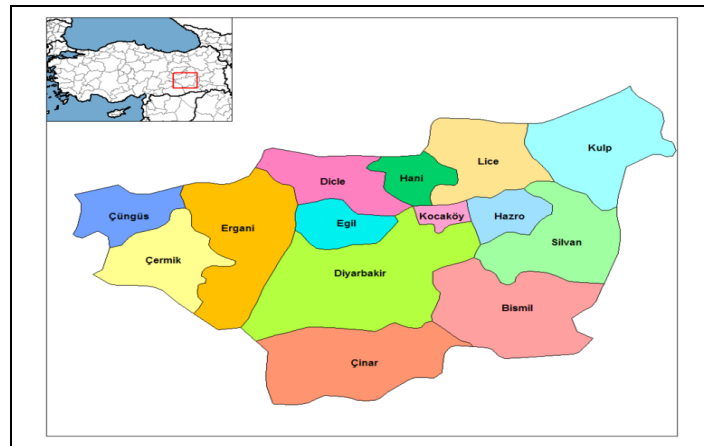 Kulp
Lice
Hani
Dicle
Çüngüs
Kocaköy
Hazro
Egil
Ergani
Silvan
Çermik
Diyarbakir
Bismil
Çinar